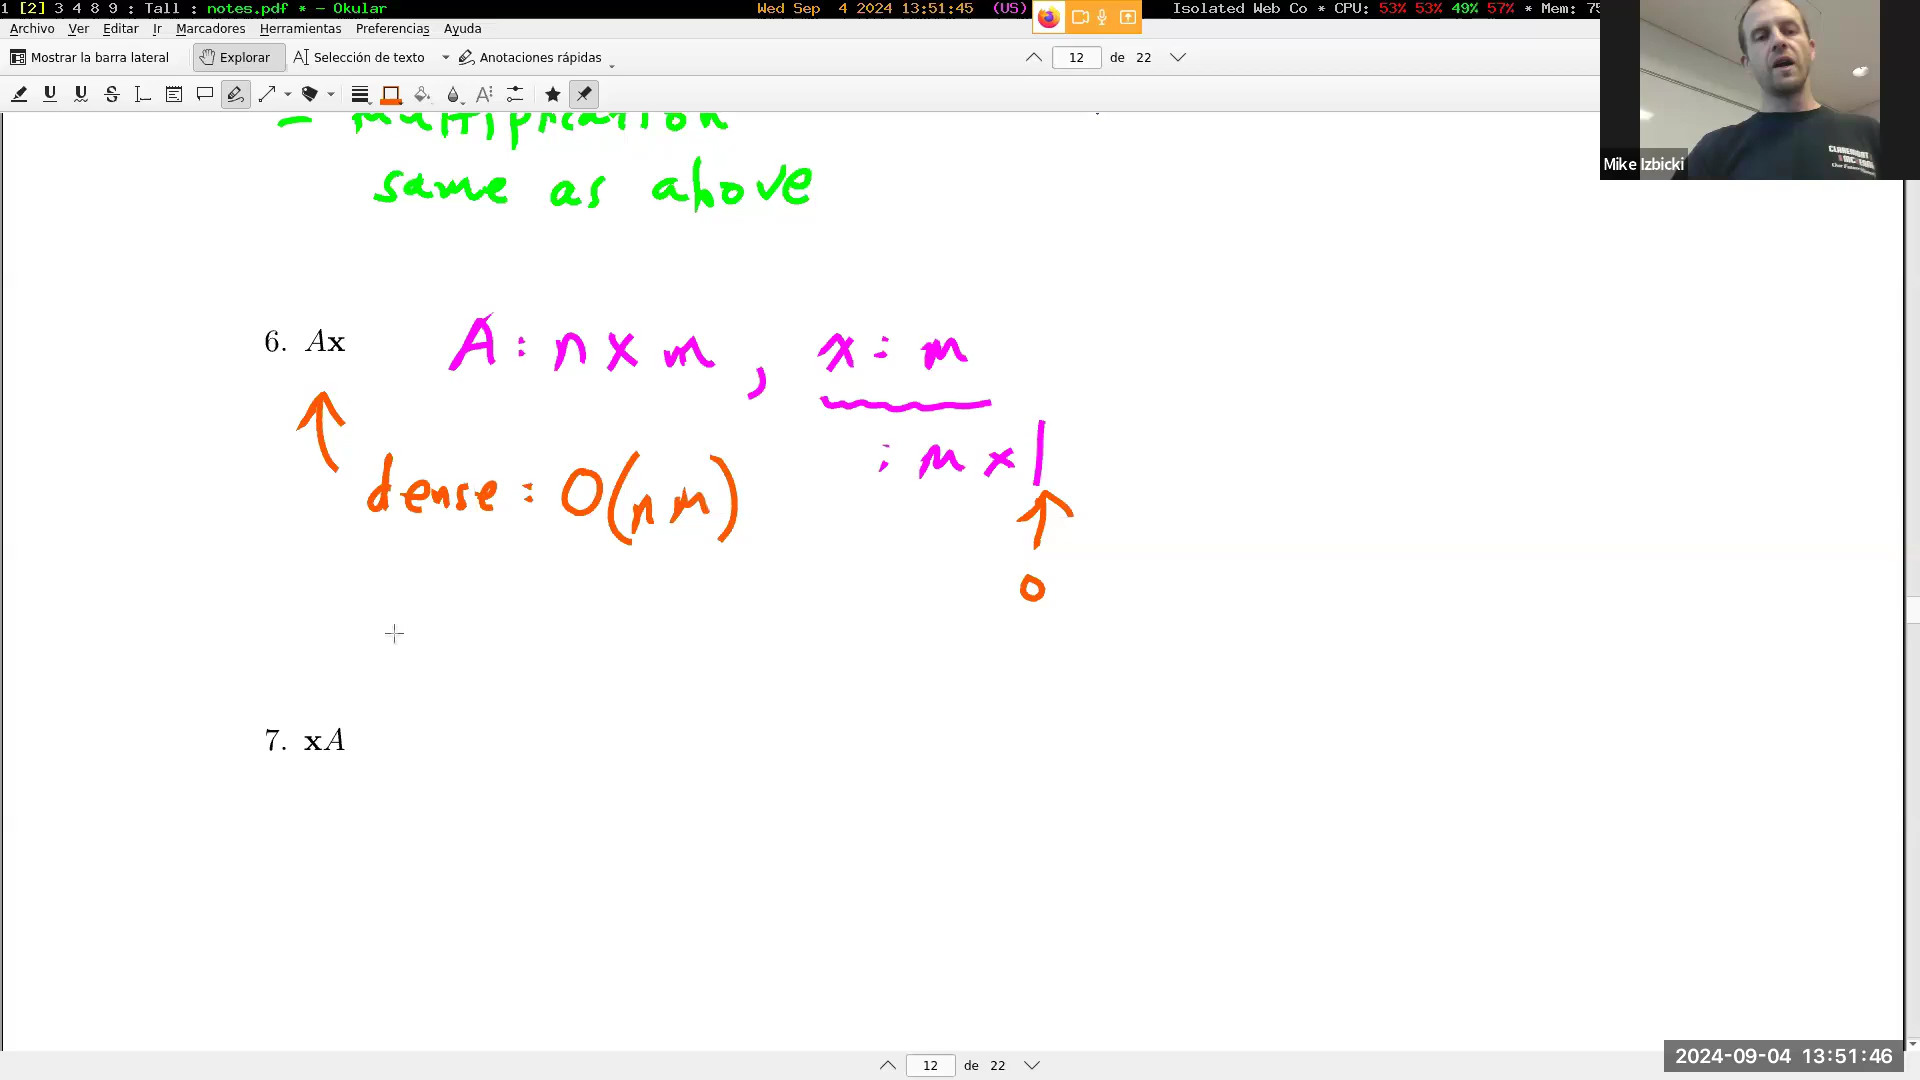 1 [2] 3 4 8 9 : Tall : notes.pdf * - Okular
Wed Sep 4 2024 13:51:45 (US)
Isolated Web Co * CPU: 53% 53% 49% 57% * Mem: 75
Archivo Ver Editar Ir Marcadores Herramientas Preferencias Ayuda
Mostrar la barra lateral Explorar Selección de texto Anotaciones rápidas
12 de 22
Mike Izbicki
- multiplication
same as above
6. Ax A : n x m , x : m
: m x 1
dense : O(n m)
o
7. xA
12 de 22
2024-09-04 13:51:46